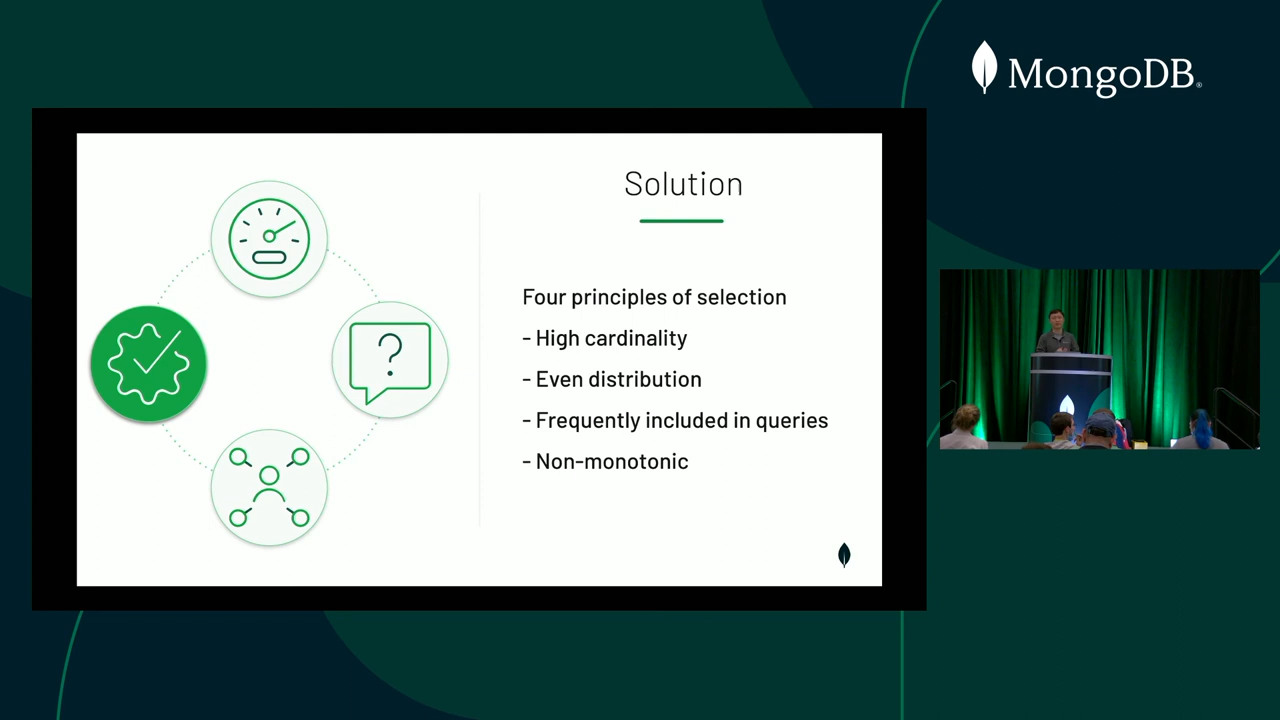 MongoDB®
Solution
Four principles of selection
- High cardinality
- Even distribution
- Frequently included in queries
- Non-monotonic
?